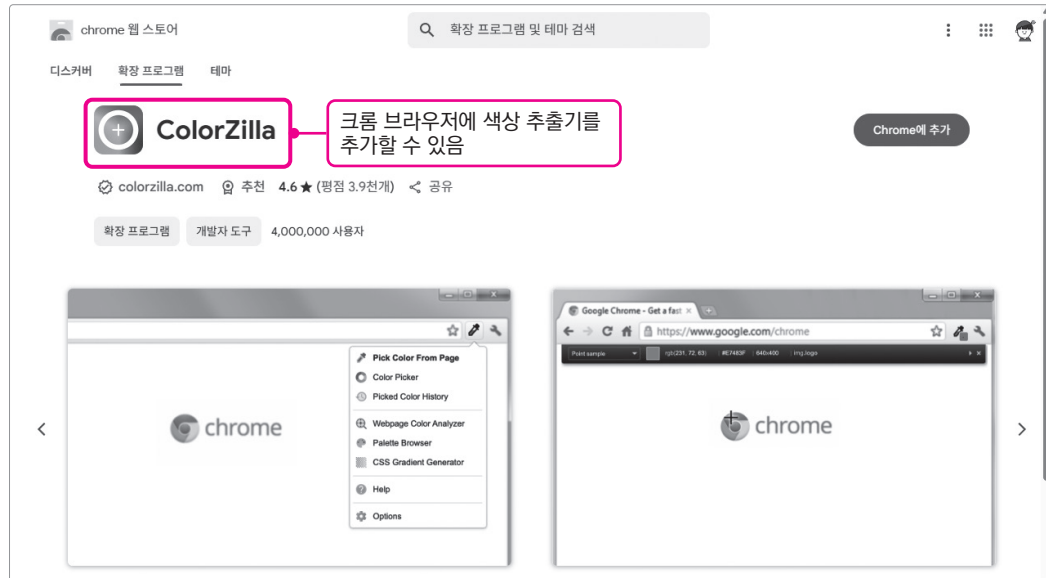 chrome 웹 스토어
확장 프로그램 및 테마 검색
디스커버 확장 프로그램 테마
ColorZilla
크롬 브라우저에 색상 추출기를
추가할 수 있음
Chrome에 추가
colorzilla.com 추천 4.6★ (평점 3.9천개) 공유
확장 프로그램 개발자 도구 4,000,000 사용자
Pick Color From Page
Color Picker
Picked Color History
Webpage Color Analyzer
Palette Browser
CSS Gradient Generator
Help
Options
chrome
Google Chrome - Get a fast ×
https://www.google.com/chrome
Point sample rgb(231, 72, 63) #E7483F 640×400 img.logo
chrome